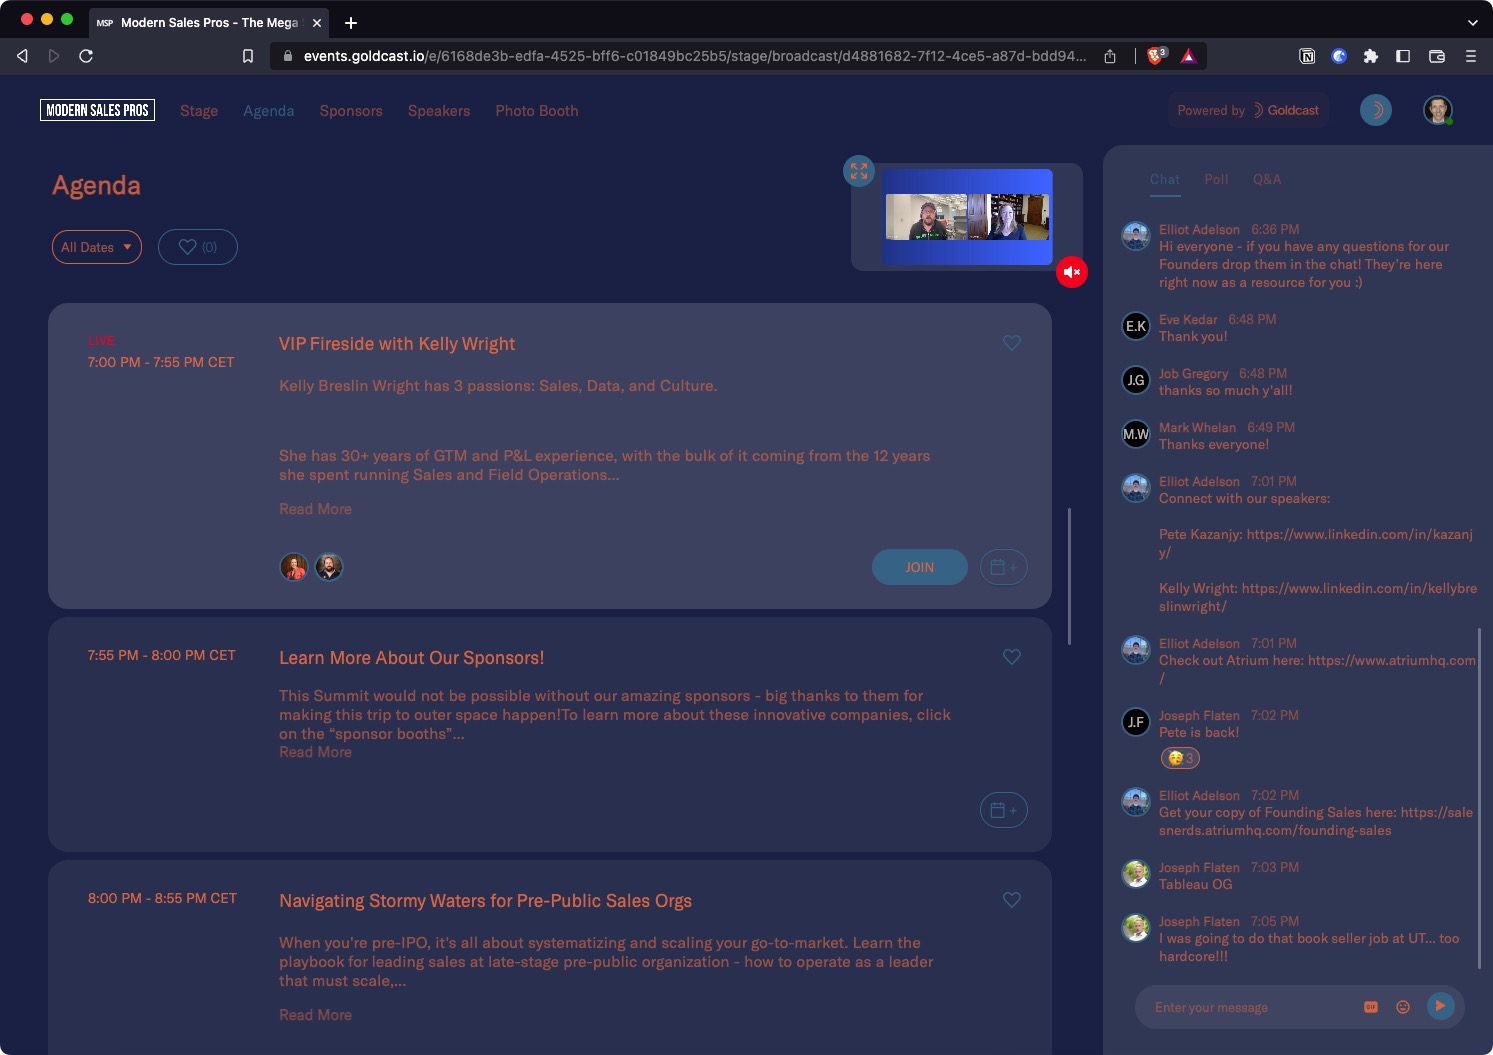 MSP Modern Sales Pros - The Mega
events.goldcast.io/e/6168de3b-edfa-4525-bff6-c01849bc25b5/stage/broadcast/d4881682-7f12-4ce5-a87d-bdd94...
3
MODERN SALES PROS
Stage
Agenda
Sponsors
Speakers
Photo Booth
Powered by Goldcast
Agenda
All Dates
(0)
LIVE
7:00 PM - 7:55 PM CET
VIP Fireside with Kelly Wright
Kelly Breslin Wright has 3 passions: Sales, Data, and Culture.
She has 30+ years of GTM and P&L experience, with the bulk of it coming from the 12 years
she spent running Sales and Field Operations...
Read More
JOIN
+
7:55 PM - 8:00 PM CET
Learn More About Our Sponsors!
This Summit would not be possible without our amazing sponsors - big thanks to them for
making this trip to outer space happen!To learn more about these innovative companies, click
on the “sponsor booths”...
Read More
+
8:00 PM - 8:55 PM CET
Navigating Stormy Waters for Pre-Public Sales Orgs
When you're pre-IPO, it's all about systematizing and scaling your go-to-market. Learn the
playbook for leading sales at late-stage pre-public organization - how to operate as a leader
that must scale,...
Read More
Chat
Poll
Q&A
Elliot Adelson 6:36 PM
Hi everyone - if you have any questions for our
Founders drop them in the chat! They're here
right now as a resource for you :)
E.K
Eve Kedar 6:48 PM
Thank you!
J.G
Job Gregory 6:48 PM
thanks so much y'all!
M.W
Mark Whelan 6:49 PM
Thanks everyone!
Elliot Adelson 7:01 PM
Connect with our speakers:
Pete Kazanjy: https://www.linkedin.com/in/kazanj
y/
Kelly Wright: https://www.linkedin.com/in/kellybre
slinwright/
Elliot Adelson 7:01 PM
Check out Atrium here: https://www.atriumhq.com
/
J.F
Joseph Flaten 7:02 PM
Pete is back!
🥳 3
Elliot Adelson 7:02 PM
Get your copy of Founding Sales here: https://sale
snerds.atriumhq.com/founding-sales
Joseph Flaten 7:03 PM
Tableau OG
Joseph Flaten 7:05 PM
I was going to do that book seller job at UT... too
hardcore!!!
Enter your message
GIF